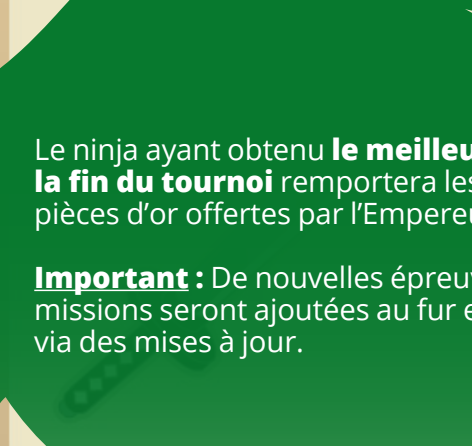 Le ninja ayant obtenu le meilleu
la fin du tournoi remportera les
pièces d’or offertes par l’Empereu
Important : De nouvelles épreuv
missions seront ajoutées au fur e
via des mises à jour.